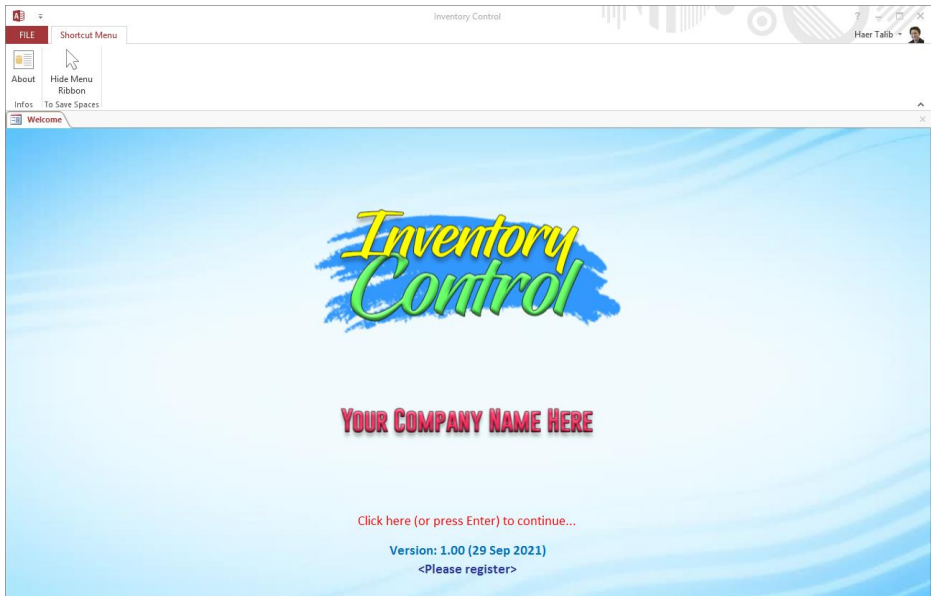 Inventory Control
FILE
Shortcut Menu
Haer Talib
About
Hide Menu
Ribbon
Infos
To Save Spaces
Welcome
Inventory
Control
YOUR COMPANY NAME HERE
Click here (or press Enter) to continue...
Version: 1.00 (29 Sep 2021)
<Please register>